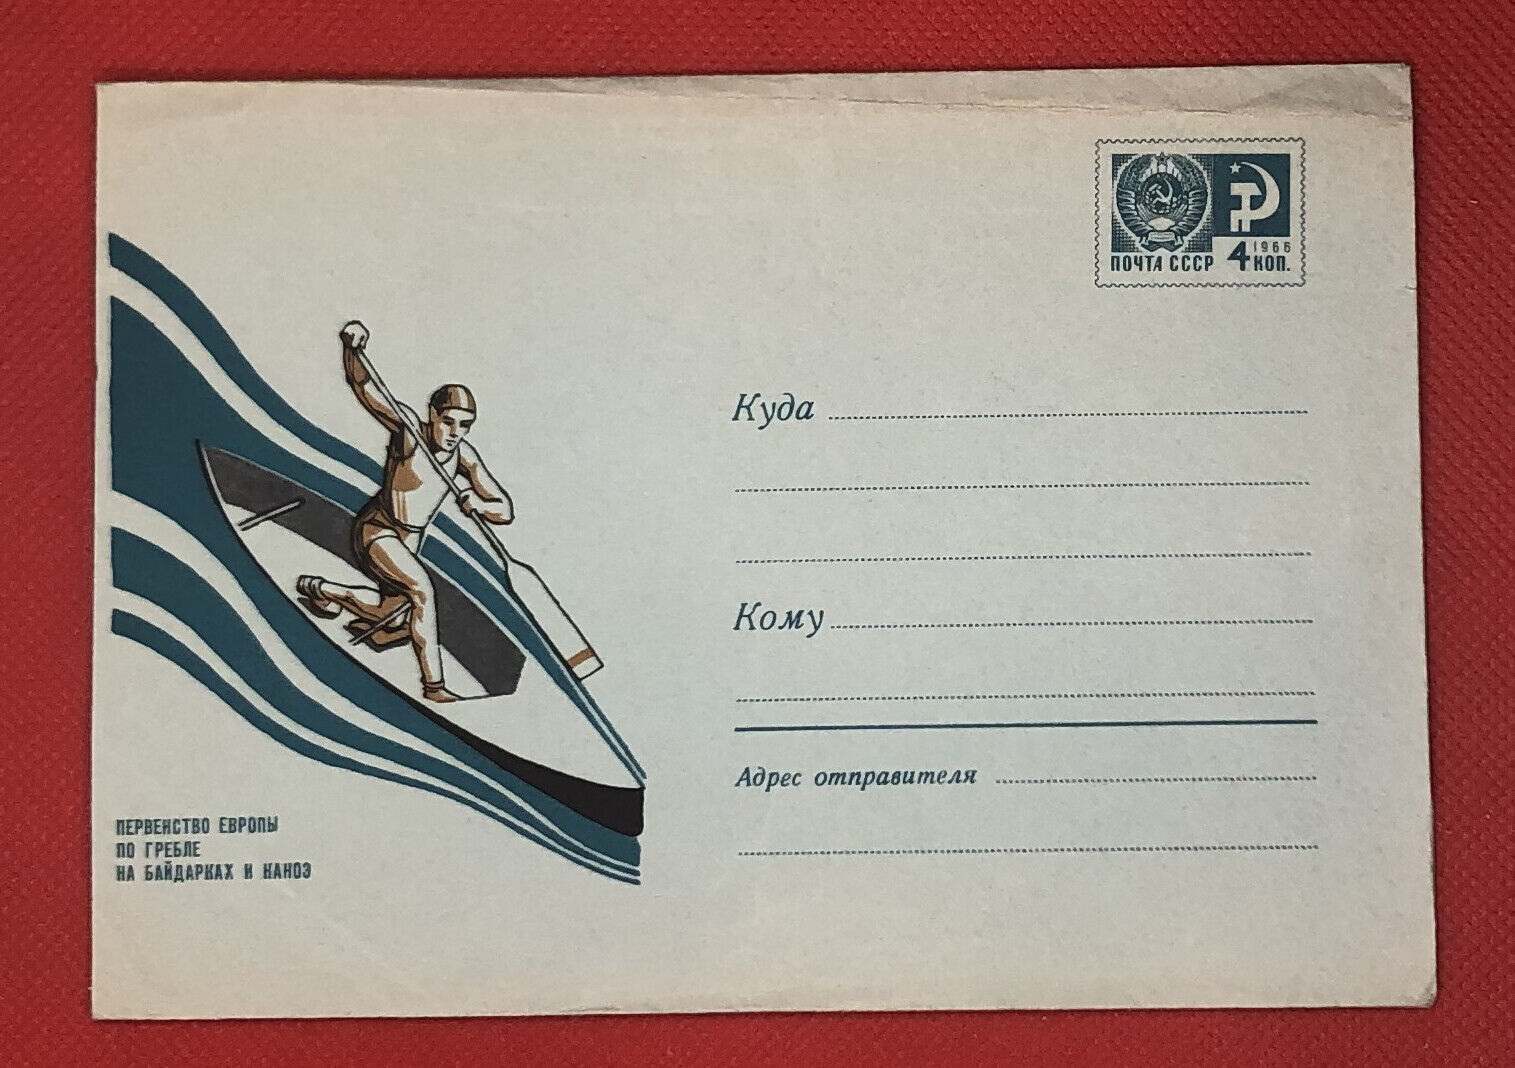 ПОЧТА СССР 4 1966 КОП.
Куда
Кому
Адрес отправителя
ПЕРВЕНСТВО ЕВРОПЫ
ПО ГРЕБЛЕ
НА БАЙДАРКАХ И КАНОЭ